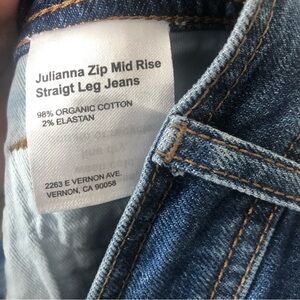 Julianna Zip Mid Rise
Straigt Leg Jeans
98% ORGANIC COTTON
2% ELASTAN
2263 E VERNON AVE.
VERNON, CA 90058